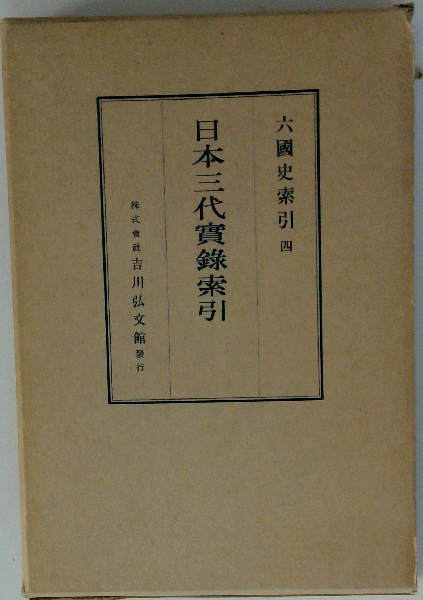 六國史索引 四
日本三代實錄索引
株式會社 吉川弘文館 發行